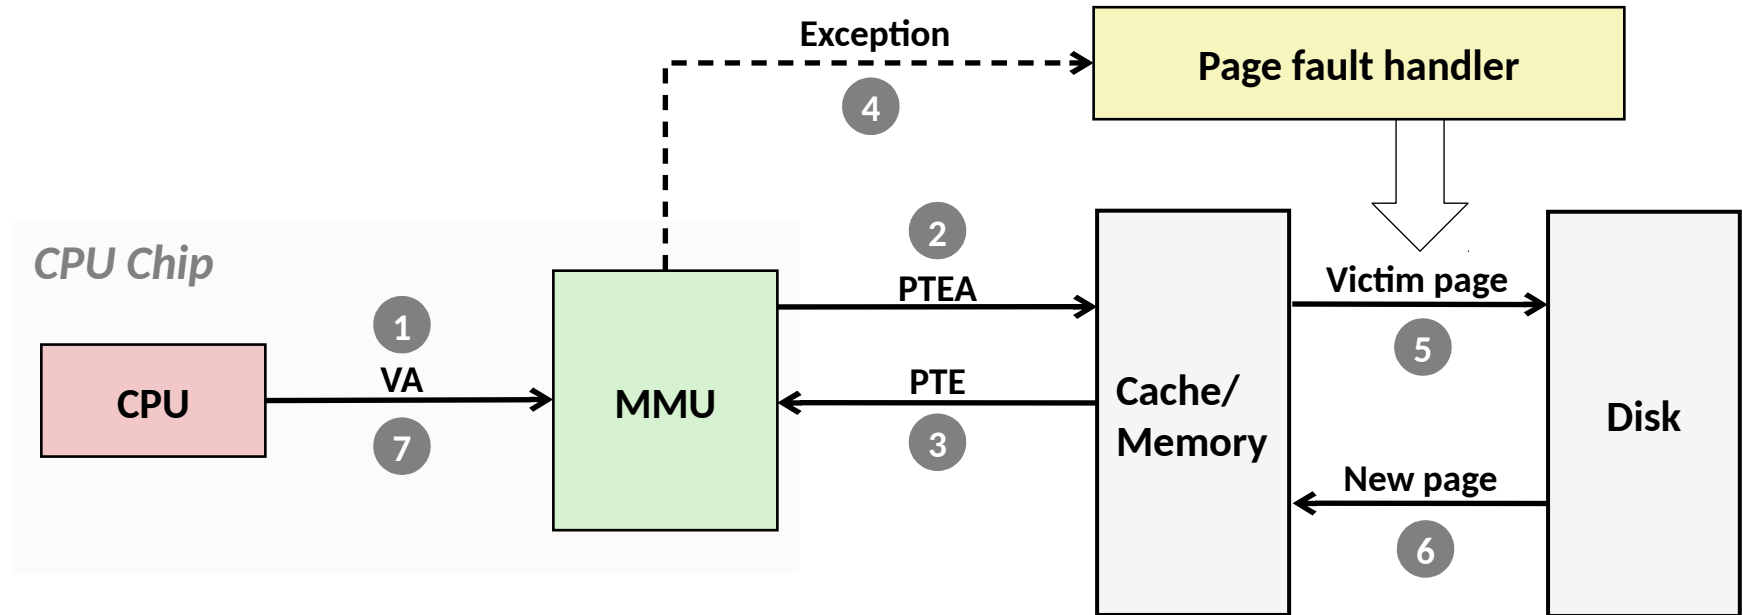 Exception
Page fault handler
4
2
CPU Chip
PTEA
Victim page
1
5
VA
PTE
Cache/
Memory
CPU
MMU
Disk
7
3
New page
6